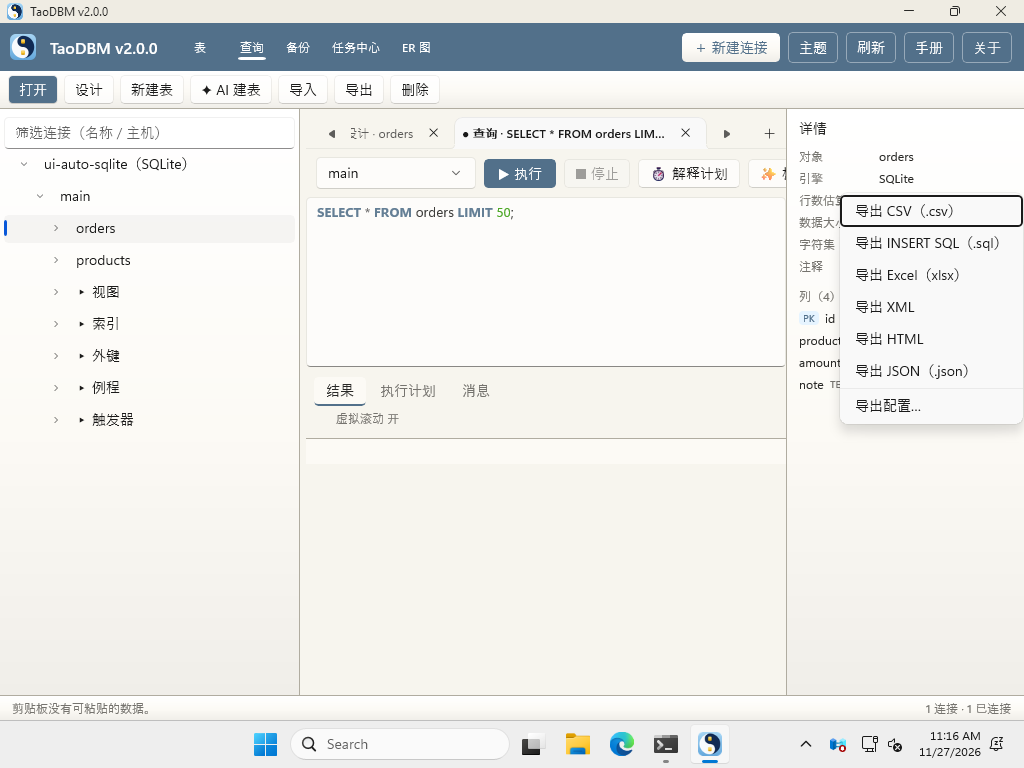 TaoDBM v2.0.0
TaoDBM v2.0.0
表
查询
备份
任务中心
ER 图
+ 新建连接
主题
刷新
手册
关于
打开
设计
新建表
✦ AI 建表
导入
导出
删除
筛选连接（名称 / 主机）
ui-auto-sqlite（SQLite）
main
orders
products
视图
索引
外键
例程
触发器
设计 · orders
● 查询 · SELECT * FROM orders LIM...
main
执行
停止
解释计划
SELECT * FROM orders LIMIT 50;
结果
执行计划
消息
虚拟滚动 开
详情
对象 orders
引擎 SQLite
行数估
数据大小
字符集
注释
列（4）
PK id
product
amount
note TE
导出 CSV（.csv）
导出 INSERT SQL（.sql）
导出 Excel（xlsx）
导出 XML
导出 HTML
导出 JSON（.json）
导出配置...
剪贴板没有可粘贴的数据。
1 连接 · 1 已连接
Search
11:16 AM
11/27/2026